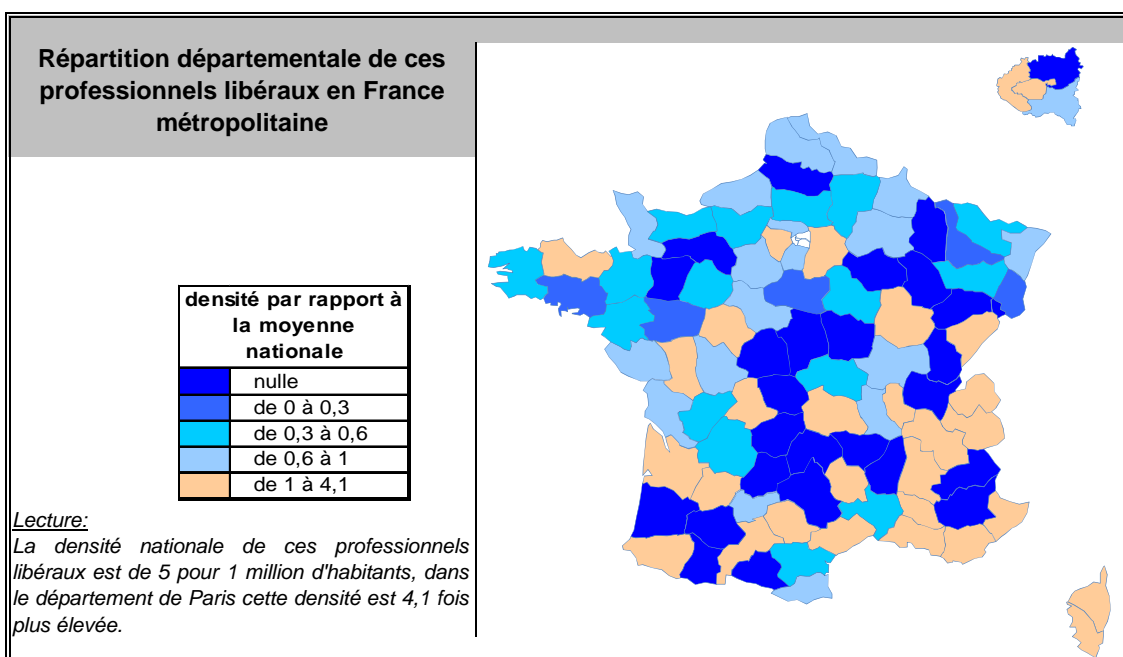 Répartition départementale de ces
professionnels libéraux en France
métropolitaine
densité par rapport à
la moyenne
nationale
nulle
de 0 à 0,3
de 0,3 à 0,6
de 0,6 à 1
de 1 à 4,1
Lecture:
La densité nationale de ces professionnels
libéraux est de 5 pour 1 million d'habitants, dans
le département de Paris cette densité est 4,1 fois
plus élevée.